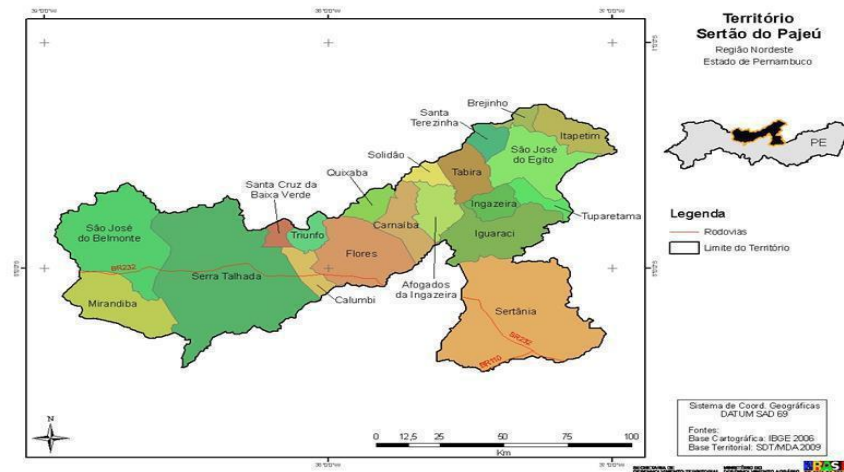 Território
Sertão do Pajeú
Região Nordeste
Estado de Pernambuco
PE
Legenda
Rodovias
Limite do Território
Brejinho
Santa
Terezinha
Itapetim
São José
do Egito
Solidão
Tabira
Quixaba
Santa Cruz da
Baixa Verde
Ingazeira
São José
do Belmonte
Triunfo
Carnaíba
Tuparetama
Iguaraci
Flores
BR232
Serra Talhada
Afogados
da Ingazeira
Mirandiba
Calumbi
Sertânia
BR232
BR110
N
0 12,5 25 50 75 100
Km
Sistema de Coord. Geográficas
DATUM SAD 69
Fontes:
Base Cartográfica: IBGE 2006
Base Territorial: SDT/MDA 2009